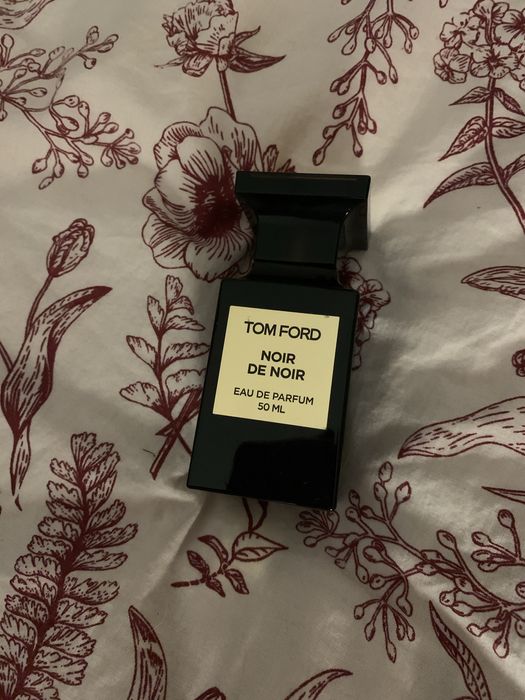 TOM FORD
NOIR
DE NOIR
EAU DE PARFUM
50 ML